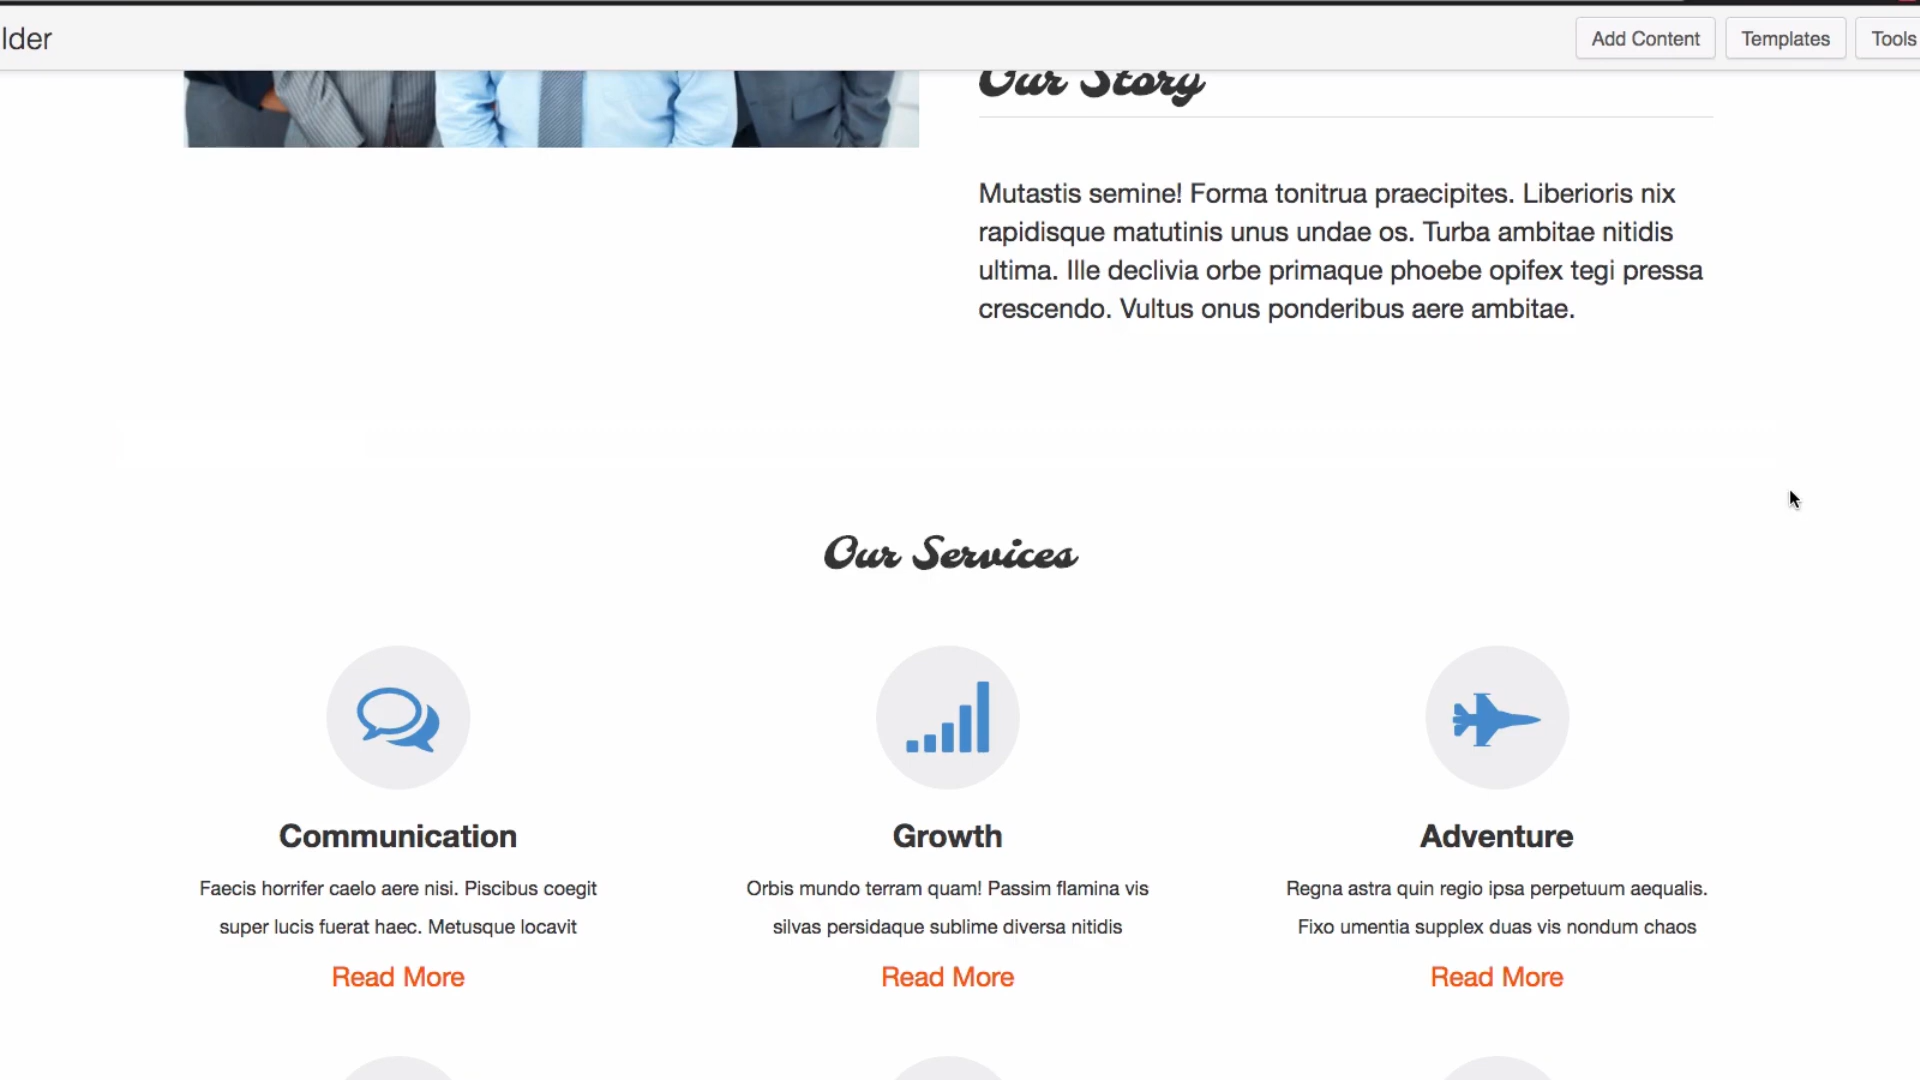 lder
Add Content
Templates
Tools
Our Story
Mutastis semine! Forma tonitrua praecipites. Liberioris nix
rapidisque matutinis unus undae os. Turba ambitae nitidis
ultima. Ille declivia orbe primaque phoebe opifex tegi pressa
crescendo. Vultus onus ponderibus aere ambitae.
Our Services
Communication
Faecis horrifer caelo aere nisi. Piscibus coegit
super lucis fuerat haec. Metusque locavit
Read More
Growth
Orbis mundo terram quam! Passim flamina vis
silvas persidaque sublime diversa nitidis
Read More
Adventure
Regna astra quin regio ipsa perpetuum aequalis.
Fixo umentia supplex duas vis nondum chaos
Read More